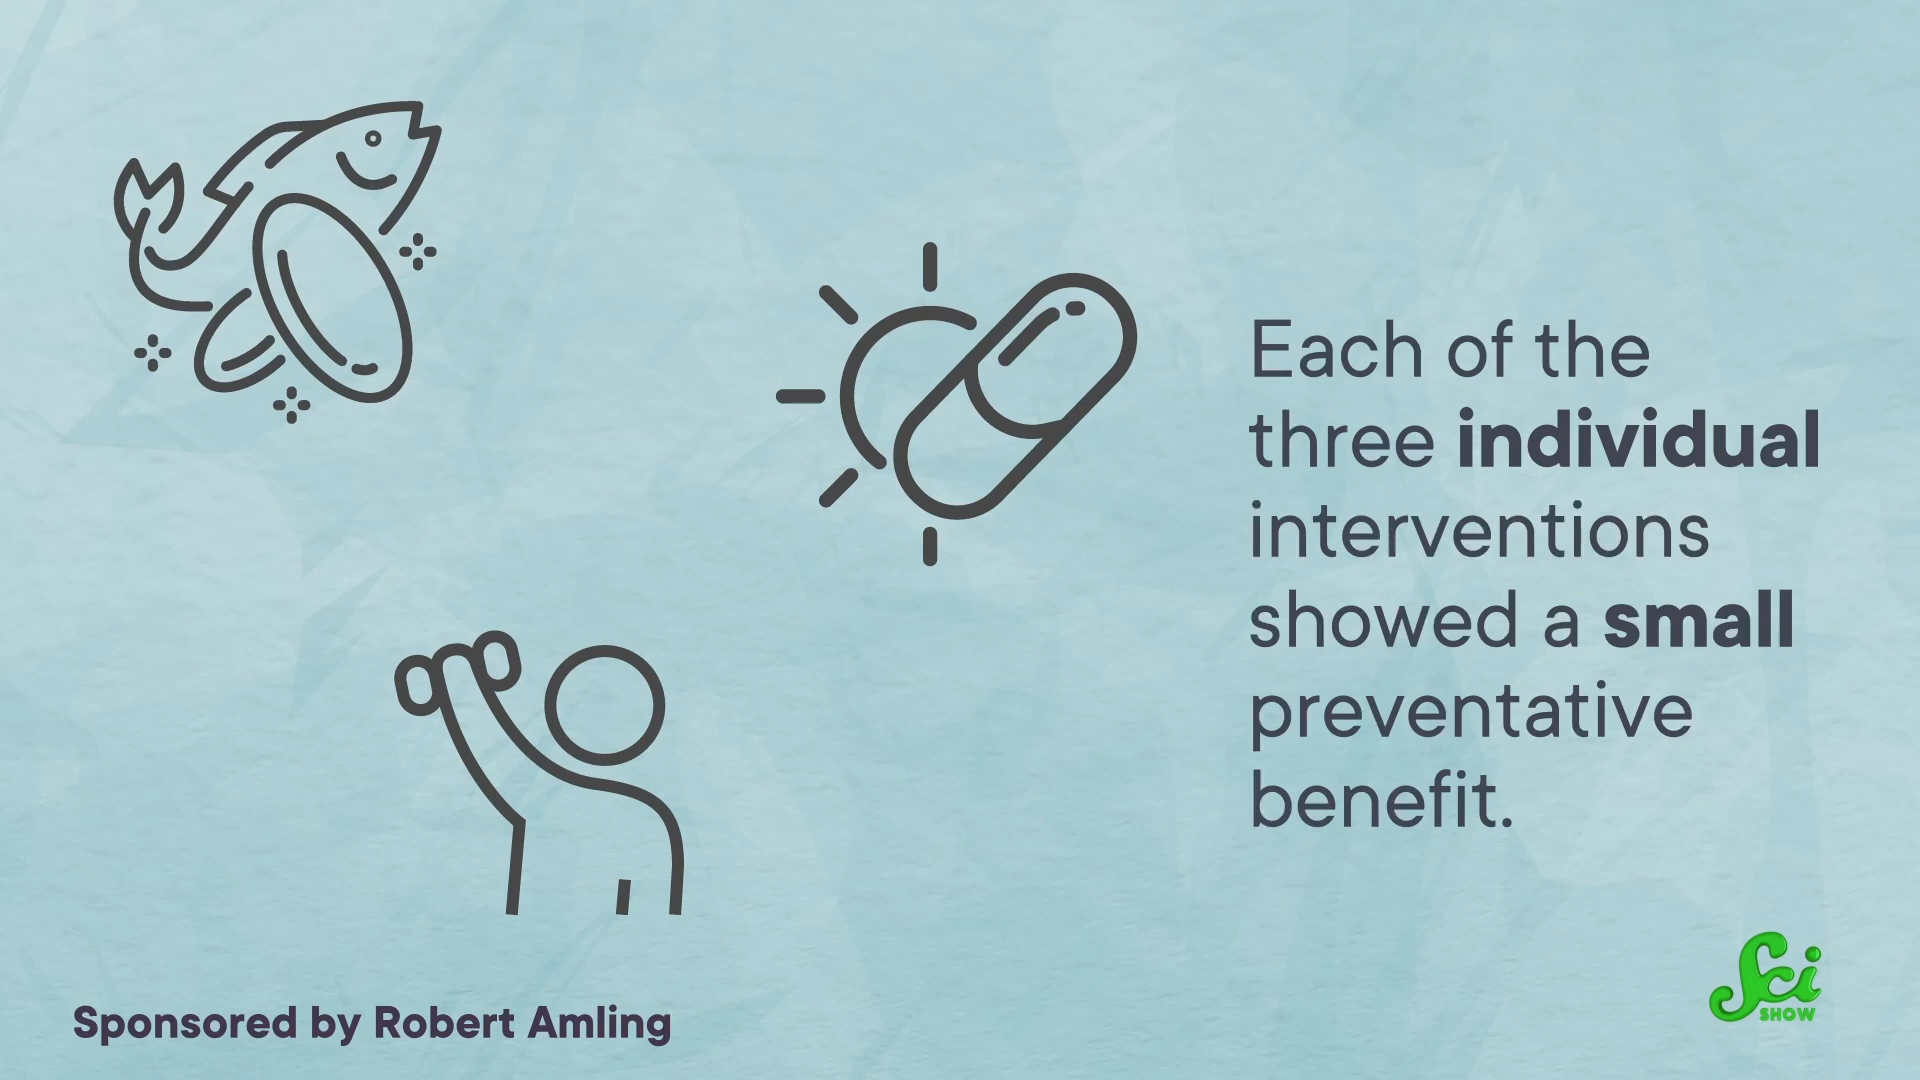 Each of the
three individual
interventions
showed a small
preventative
benefit.
Sponsored by Robert Amling
Sci
SHOW